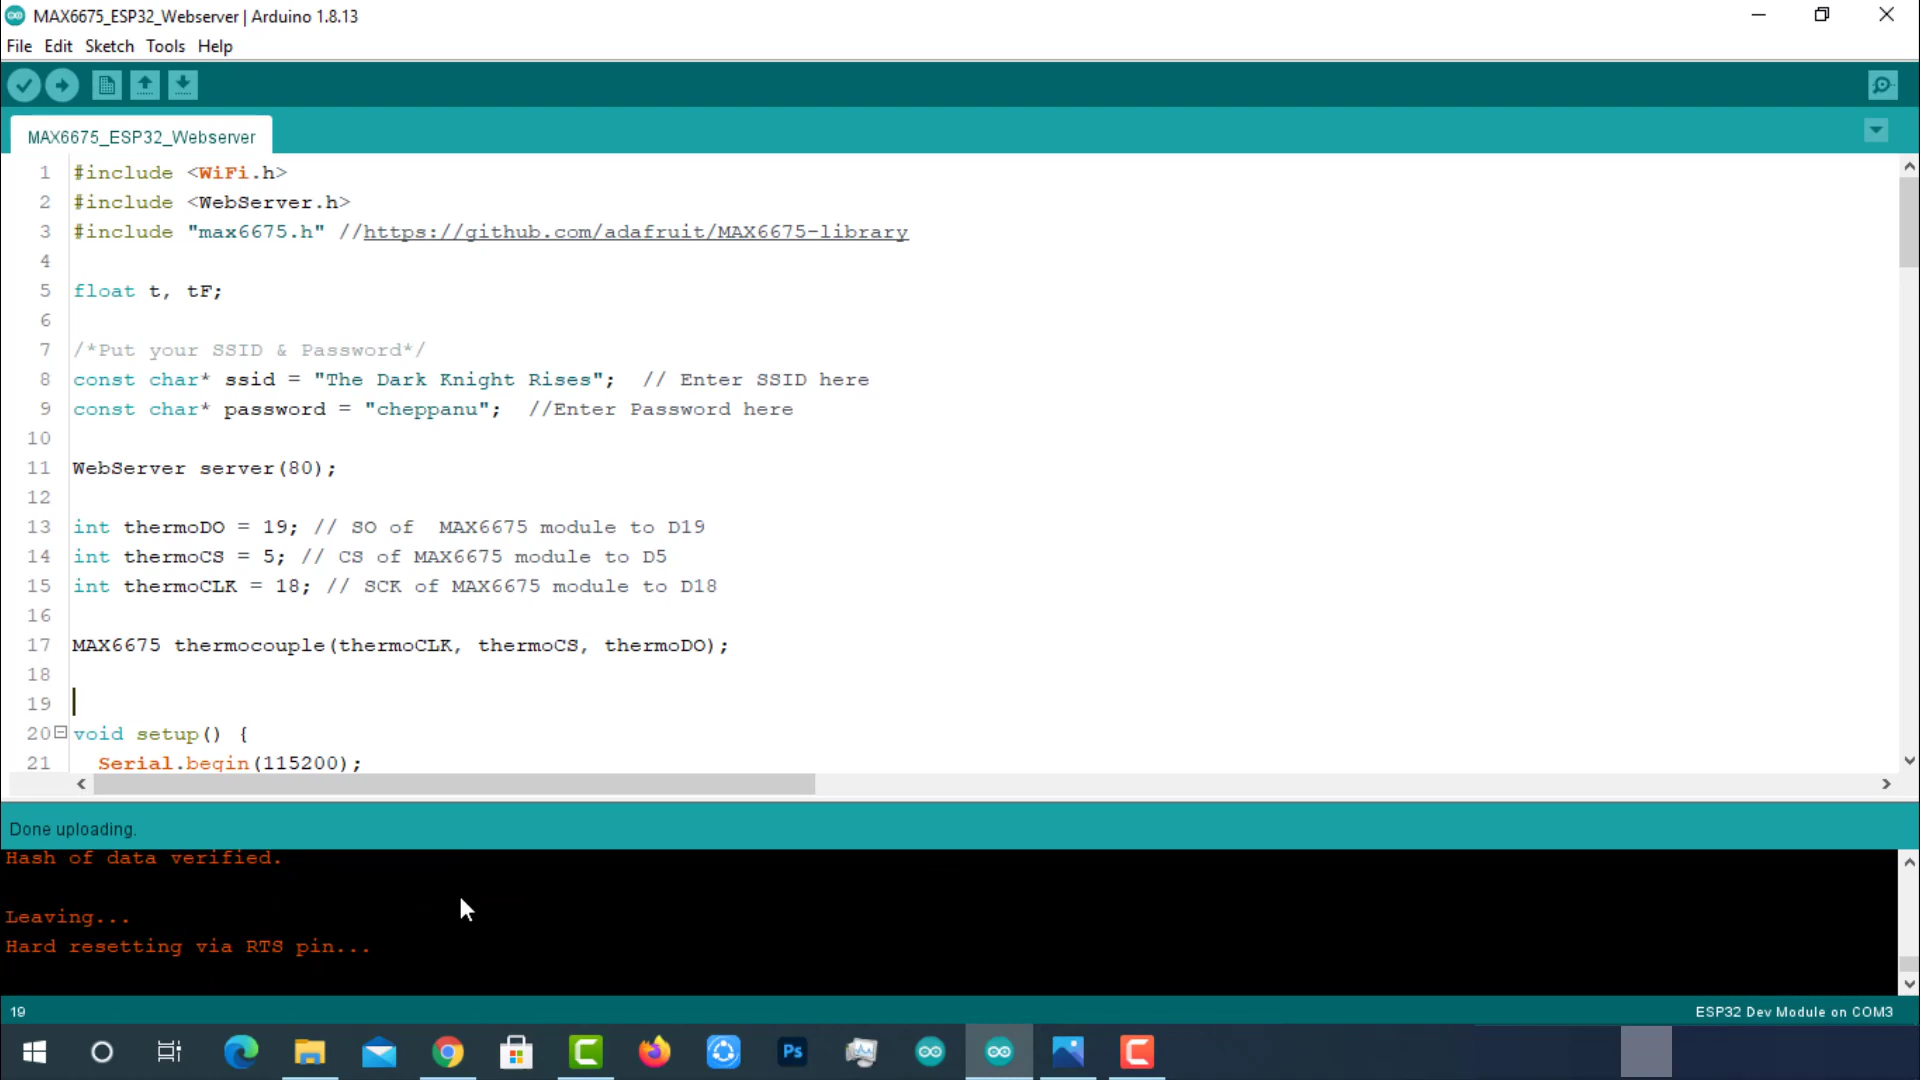 MAX6675_ESP32_Webserver | Arduino 1.8.13
File Edit Sketch Tools Help
MAX6675_ESP32_Webserver
1 #include <WiFi.h>
2 #include <WebServer.h>
3 #include "max6675.h" //https://github.com/adafruit/MAX6675-library
4
5 float t, tF;
6
7 /*Put your SSID & Password*/
8 const char* ssid = "The Dark Knight Rises";  // Enter SSID here
9 const char* password = "cheppanu";  //Enter Password here
10
11 WebServer server(80);
12
13 int thermoDO = 19; // SO of  MAX6675 module to D19
14 int thermoCS = 5; // CS of MAX6675 module to D5
15 int thermoCLK = 18; // SCK of MAX6675 module to D18
16
17 MAX6675 thermocouple(thermoCLK, thermoCS, thermoDO);
18
19
20 void setup() {
21   Serial.begin(115200);
Done uploading.
Hash of data verified.
Leaving...
Hard resetting via RTS pin...
19 ESP32 Dev Module on COM3
Ps